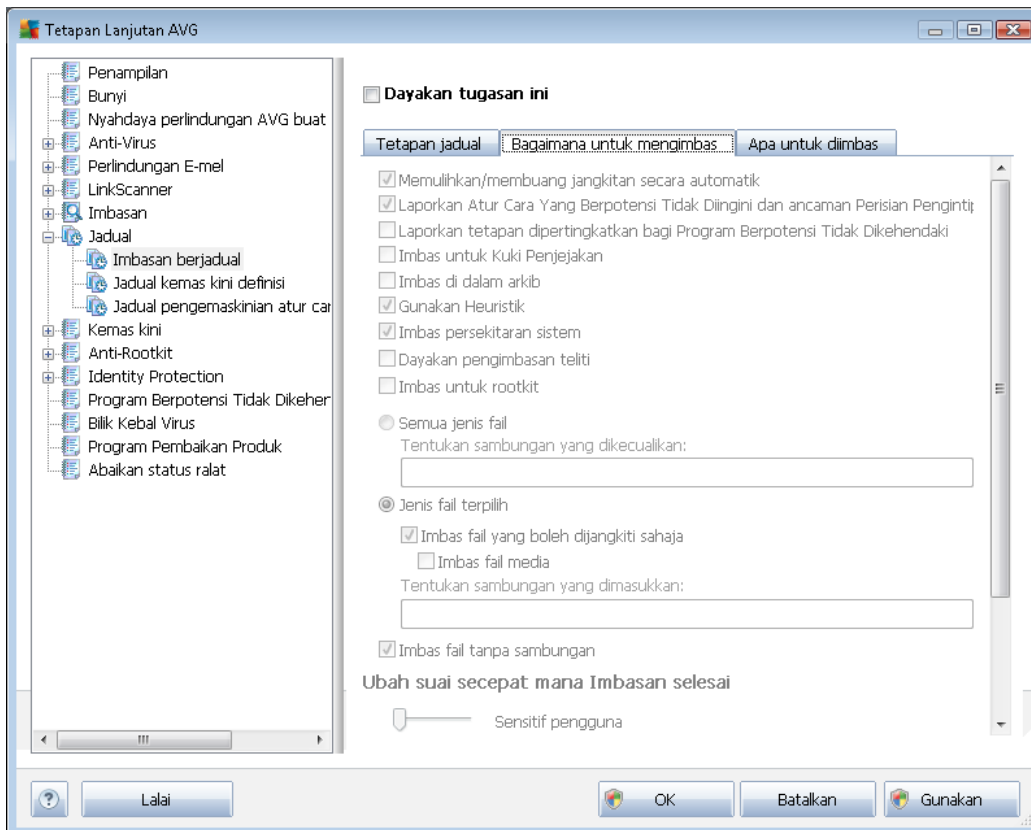 Tetapan Lanjutan AVG
Penampilan
Bunyi
Nyahdaya perlindungan AVG buat
Anti-Virus
Perlindungan E-mel
LinkScanner
Imbasan
Jadual
Imbasan berjadual
Jadual kemas kini definisi
Jadual pengemaskinian atur car
Kemas kini
Anti-Rootkit
Identity Protection
Program Berpotensi Tidak Dikeher
Bilik Kebal Virus
Program Pembaikan Produk
Abaikan status ralat
Dayakan tugasan ini
Tetapan jadual
Bagaimana untuk mengimbas
Apa untuk diimbas
Memulihkan/membuang jangkitan secara automatik
Laporkan Atur Cara Yang Berpotensi Tidak Diingini dan ancaman Perisian Pengintip
Laporkan tetapan dipertingkatkan bagi Program Berpotensi Tidak Dikehendaki
Imbas untuk Kuki Penjejakan
Imbas di dalam arkib
Gunakan Heuristik
Imbas persekitaran sistem
Dayakan pengimbasan teliti
Imbas untuk rootkit
Semua jenis fail
Tentukan sambungan yang dikecualikan:
Jenis fail terpilih
Imbas fail yang boleh dijangkiti sahaja
Imbas fail media
Tentukan sambungan yang dimasukkan:
Imbas fail tanpa sambungan
Ubah suai secepat mana Imbasan selesai
Sensitif pengguna
?
Lalai
OK
Batalkan
Gunakan